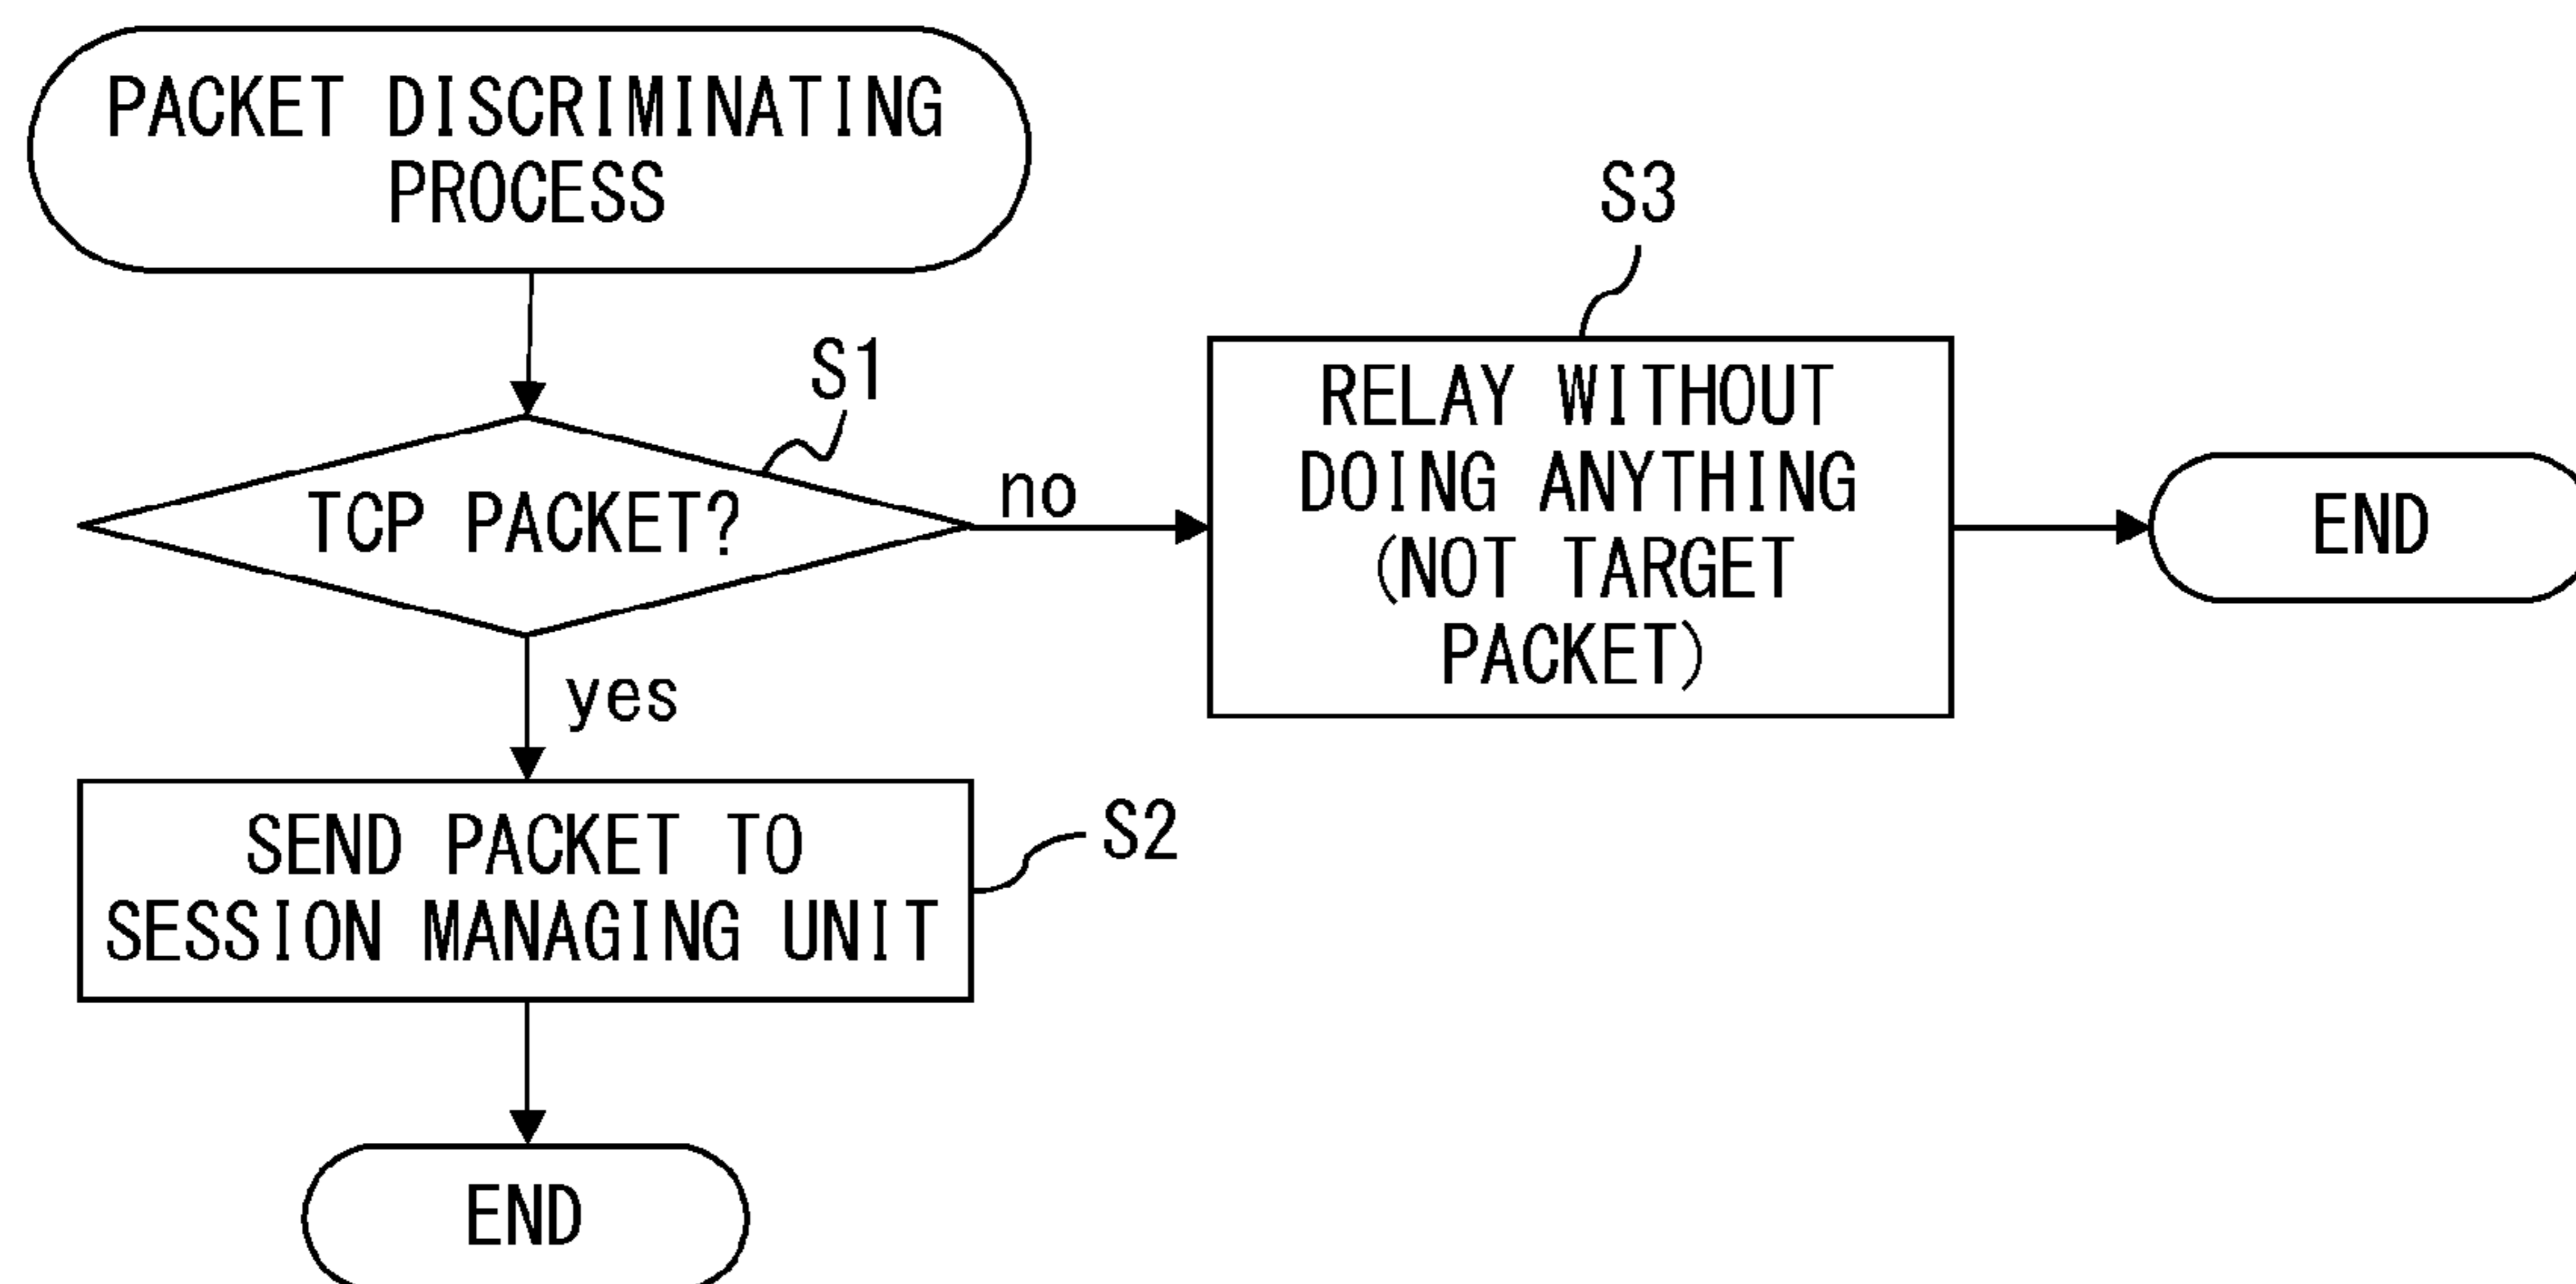 PACKET DISCRIMINATING
PROCESS
S1
TCP PACKET?
no
yes
S3
RELAY WITHOUT
DOING ANYTHING
(NOT TARGET
PACKET)
END
SEND PACKET TO
SESSION MANAGING UNIT
S2
END